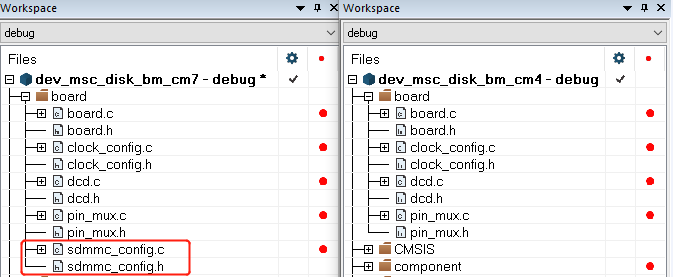 Workspace
debug
Files
dev_msc_disk_bm_cm7 - debug *
board
board.c
board.h
clock_config.c
clock_config.h
dcd.c
dcd.h
pin_mux.c
pin_mux.h
sdmmc_config.c
sdmmc_config.h
Workspace
debug
Files
dev_msc_disk_bm_cm4 - debug
board
board.c
board.h
clock_config.c
clock_config.h
dcd.c
dcd.h
pin_mux.c
pin_mux.h
CMSIS
component